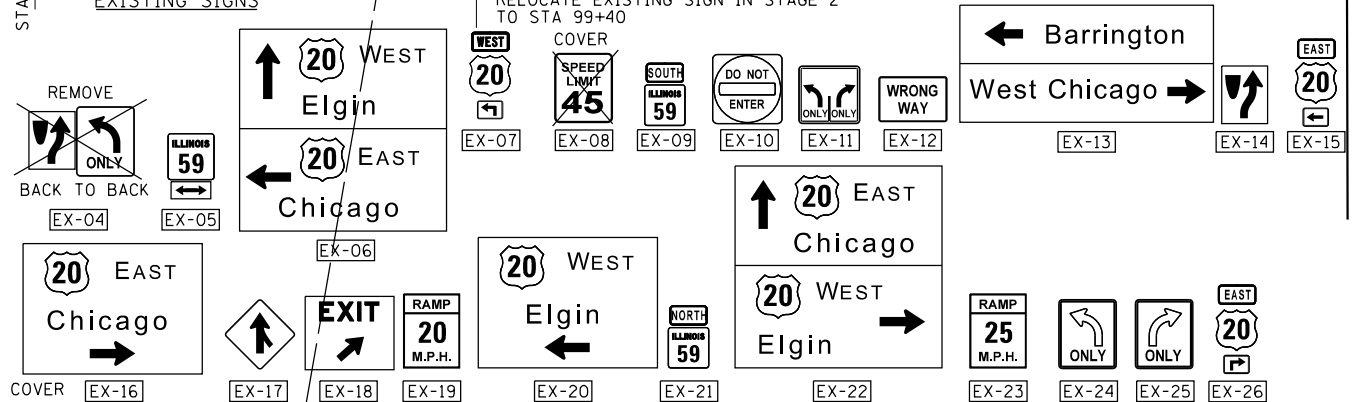 STA
EXISTING SIGNS
RELOCATE EXISTING SIGN IN STAGE 2
TO STA 99+40
REMOVE
ONLY
BACK TO BACK
EX-04
ILLINOIS
59
EX-05
20 WEST
Elgin
20 EAST
Chicago
EX-06
WEST
20
EX-07
COVER
SPEED
LIMIT
45
EX-08
SOUTH
ILLINOIS
59
EX-09
DO NOT
ENTER
EX-10
ONLY ONLY
EX-11
WRONG
WAY
EX-12
Barrington
West Chicago
EX-13
EX-14
EAST
20
EX-15
20 EAST
Chicago
COVER EX-16
EX-17
EXIT
EX-18
RAMP
20
M.P.H.
EX-19
20 WEST
Elgin
EX-20
NORTH
ILLINOIS
59
EX-21
20 EAST
Chicago
20 WEST
Elgin
EX-22
RAMP
25
M.P.H.
EX-23
ONLY
EX-24
ONLY
EX-25
EAST
20
EX-26